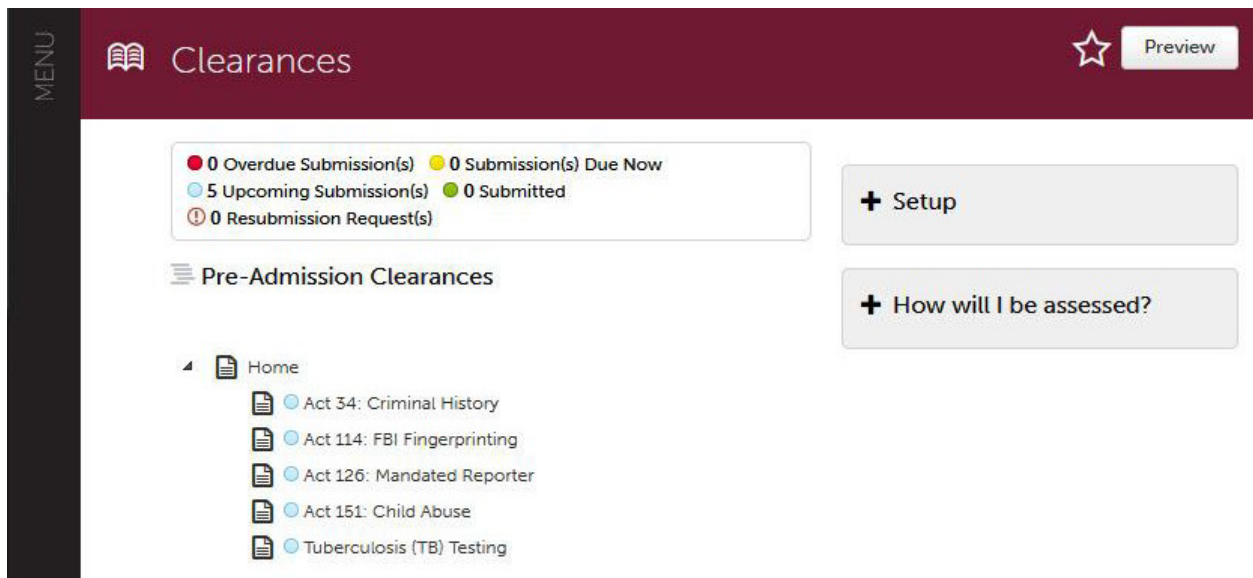 MENU
Clearances
Preview
0 Overdue Submission(s) 0 Submission(s) Due Now
5 Upcoming Submission(s) 0 Submitted
0 Resubmission Request(s)
Setup
How will I be assessed?
Pre-Admission Clearances
Home
Act 34: Criminal History
Act 114: FBI Fingerprinting
Act 126: Mandated Reporter
Act 151: Child Abuse
Tuberculosis (TB) Testing